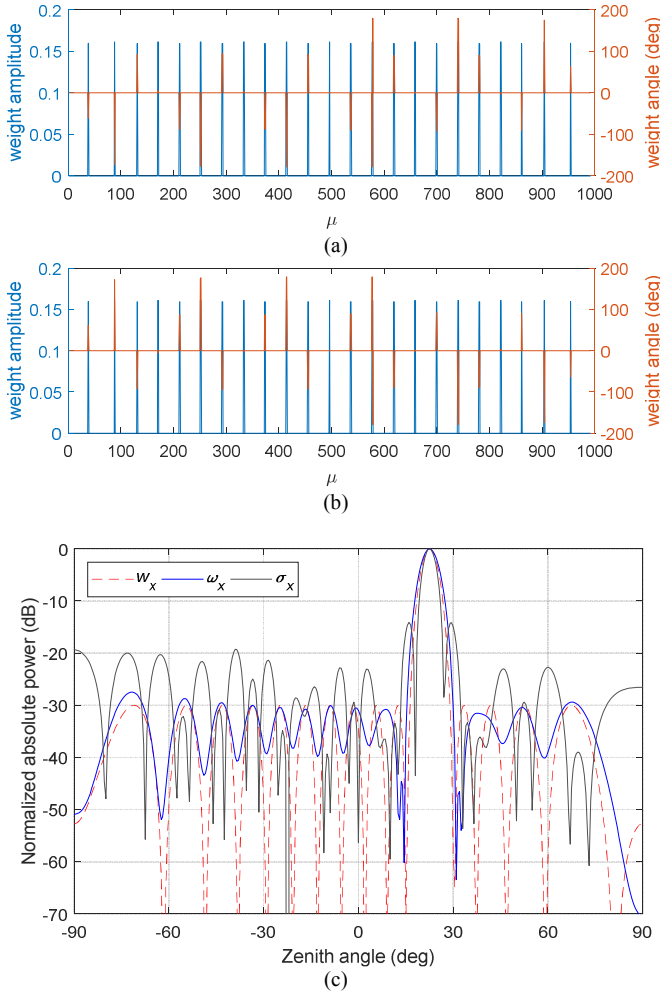 weight amplitude
0.2
0.15
0.1
0.05
0
200
100
0
-100
-200
weight angle (deg)
0 100 200 300 400 500 600 700 800 900 1000
μ
(a)
weight amplitude
0.2
0.15
0.1
0.05
0
200
100
0
-100
-200
weight angle (deg)
0 100 200 300 400 500 600 700 800 900 1000
μ
(b)
Normalized absolute power (dB)
0
-10
-20
-30
-40
-50
-60
-70
w_x ω_x σ_x
-90 -60 -30 0 30 60 90
Zenith angle (deg)
(c)